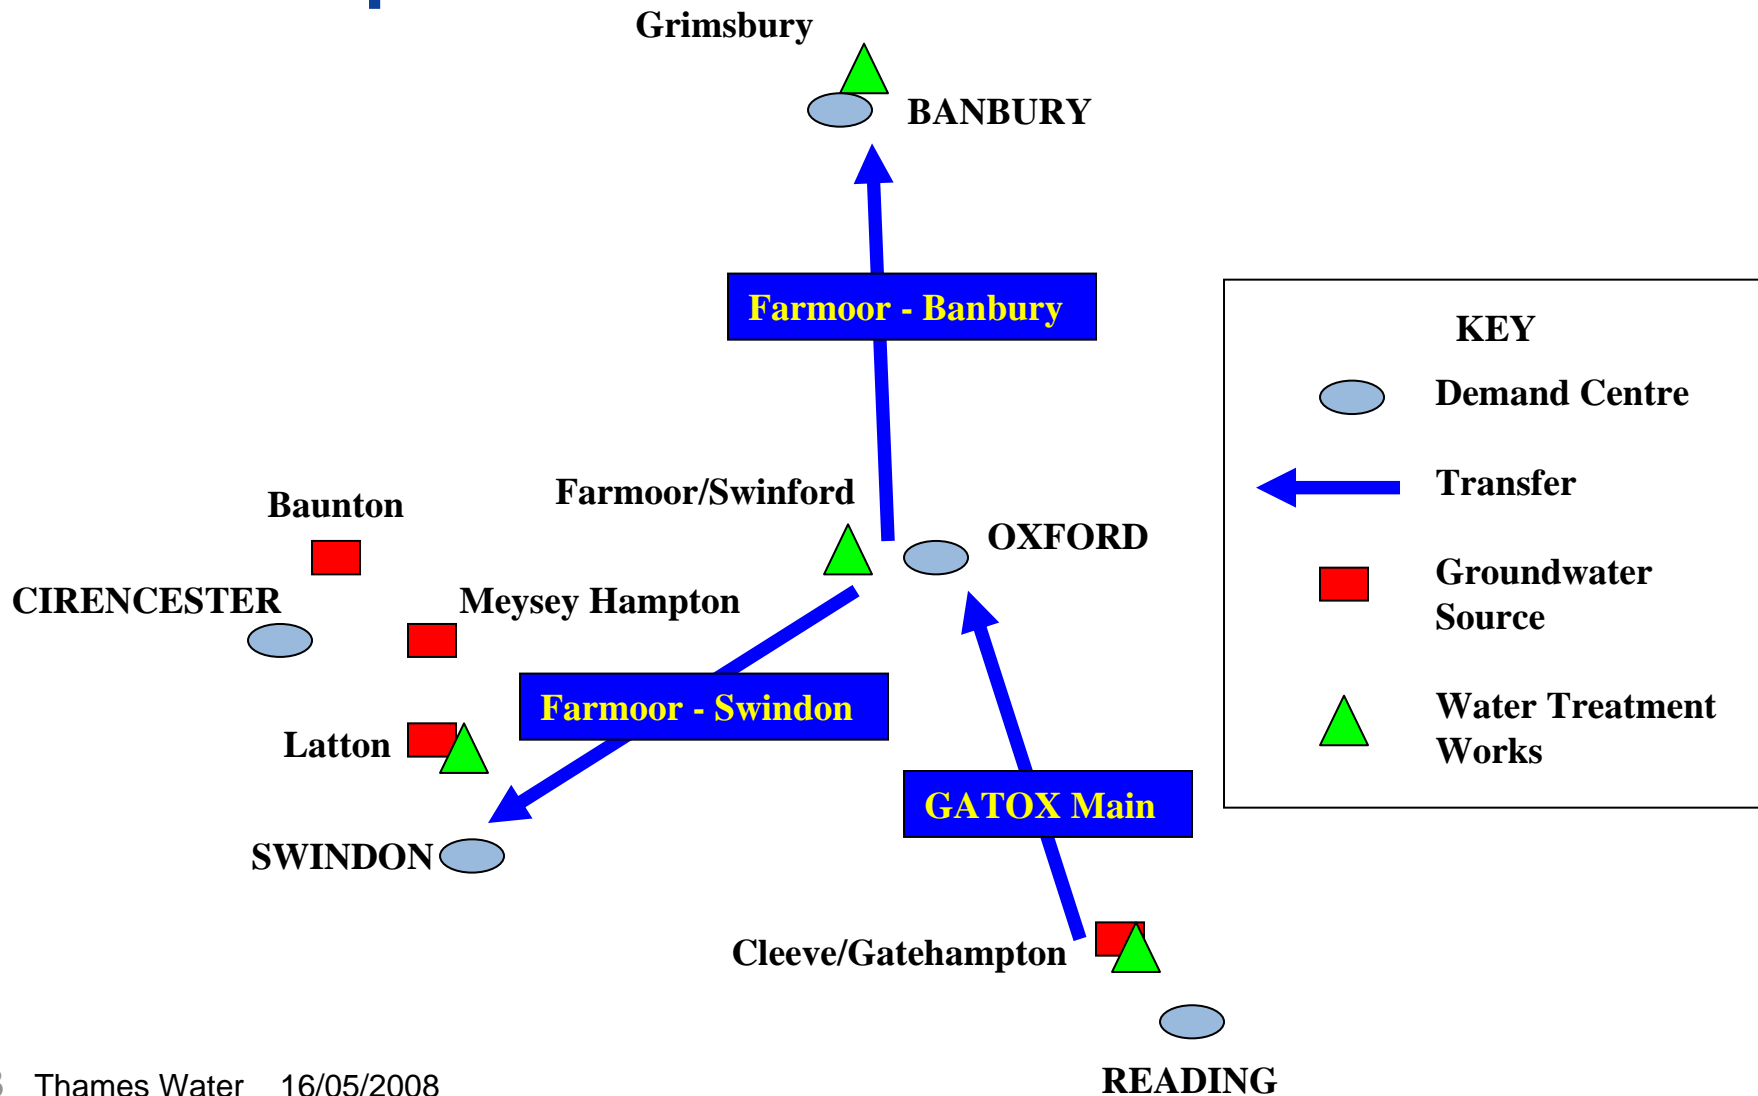 Grimsbury
BANBURY
Farmoor - Banbury
KEY
Demand Centre
Transfer
Groundwater
Source
Water Treatment
Works
Farmoor/Swinford
OXFORD
Baunton
CIRENCESTER
Meysey Hampton
Farmoor - Swindon
Latton
GATOX Main
SWINDON
Cleeve/Gatehampton
READING
Thames Water 16/05/2008